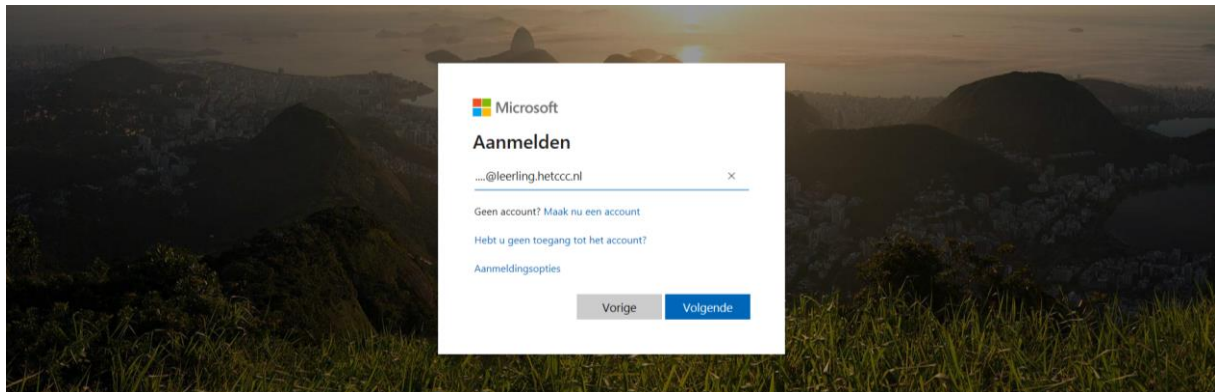 Microsoft
Aanmelden
....@leerling.hetccc.nl
Geen account? Maak nu een account
Hebt u geen toegang tot het account?
Aanmeldingsopties
Vorige Volgende